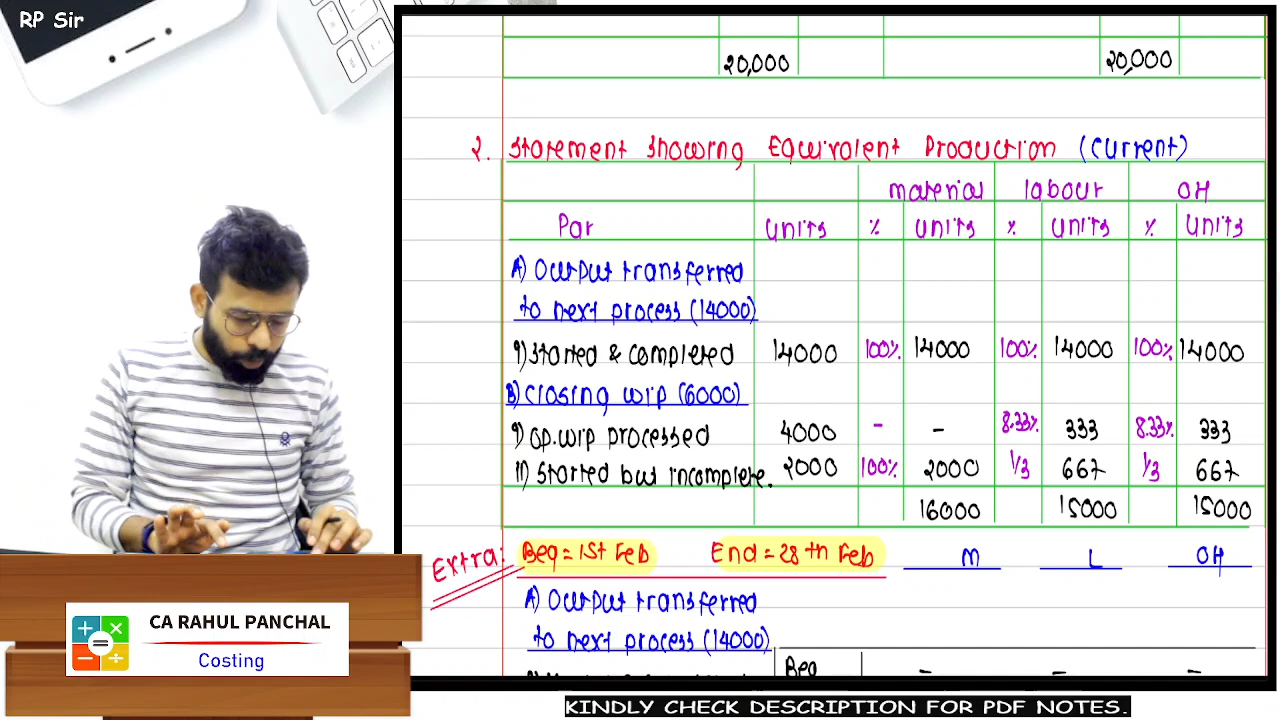 RP Sir
20,000 20,000
2. Statement Showing Equivalent Production (Current)
material labour OH
Par units % units % units % units
A) Output transferred
to next process (14000)
i) Started & completed 14000 100% 14000 100% 14000 100% 14000
B) Closing wip (6000)
i) Op.wip processed 4000 - - 8.33% 333 8.33% 333
ii) Started but incomplete. 2000 100% 2000 1/3 667 1/3 667
16000 15000 15000
Extra: Beg = 1st Feb End = 28th Feb M L OH
A) Output transferred
to next process (14000)
Beg - - -
CA RAHUL PANCHAL
Costing
KINDLY CHECK DESCRIPTION FOR PDF NOTES.